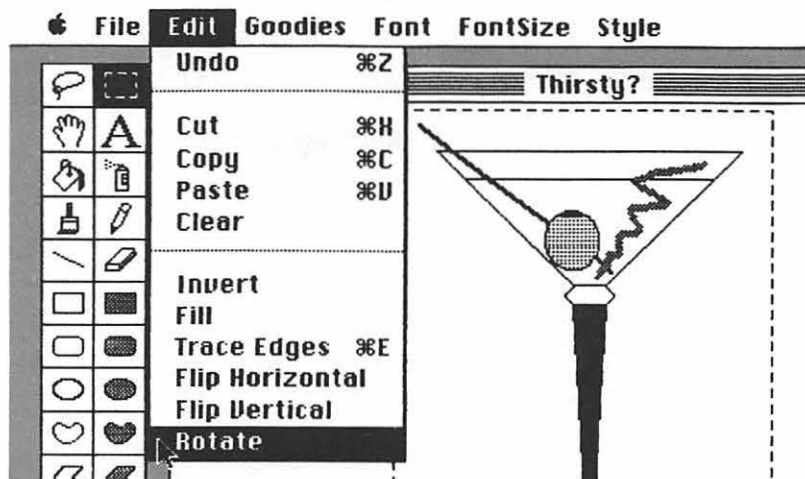 File Edit Goodies Font FontSize Style
Undo ⌘Z
Thirsty?
Cut ⌘X
Copy ⌘C
Paste ⌘V
Clear
Invert
Fill
Trace Edges ⌘E
Flip Horizontal
Flip Vertical
Rotate
A